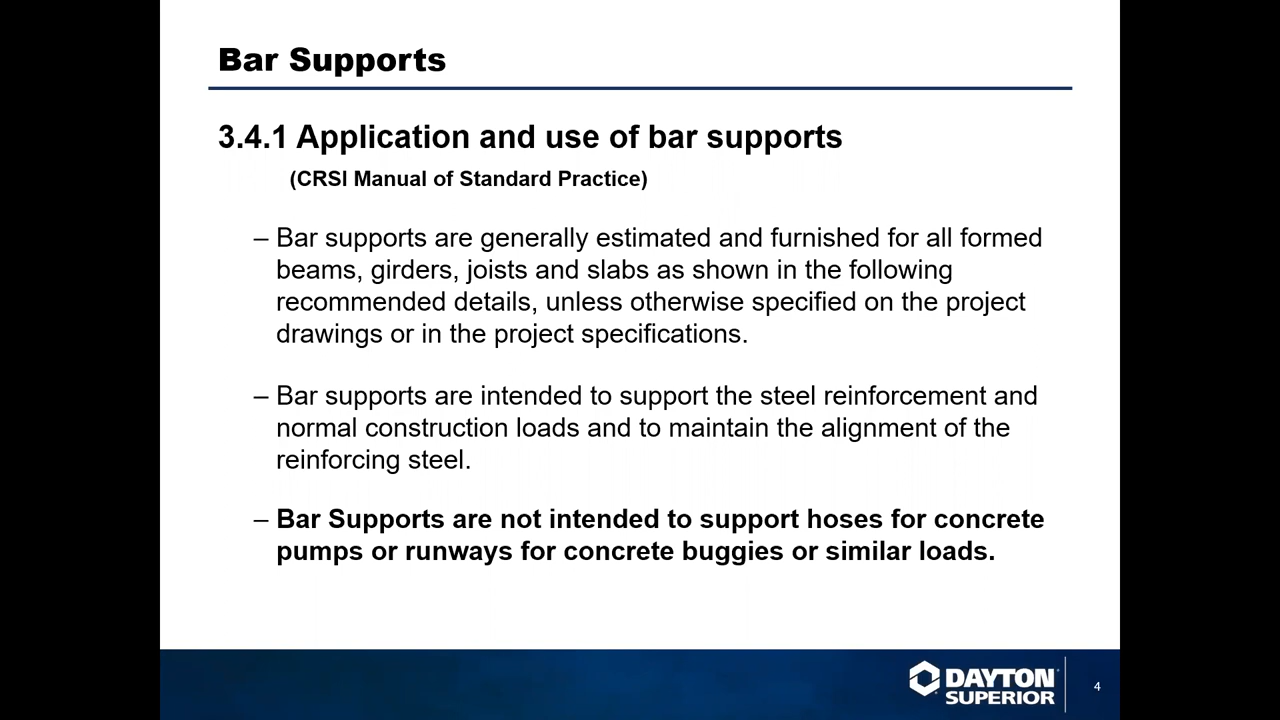 Bar Supports
3.4.1 Application and use of bar supports
(CRSI Manual of Standard Practice)
– Bar supports are generally estimated and furnished for all formed
beams, girders, joists and slabs as shown in the following
recommended details, unless otherwise specified on the project
drawings or in the project specifications.
– Bar supports are intended to support the steel reinforcement and
normal construction loads and to maintain the alignment of the
reinforcing steel.
– Bar Supports are not intended to support hoses for concrete
pumps or runways for concrete buggies or similar loads.
DAYTON
SUPERIOR
4